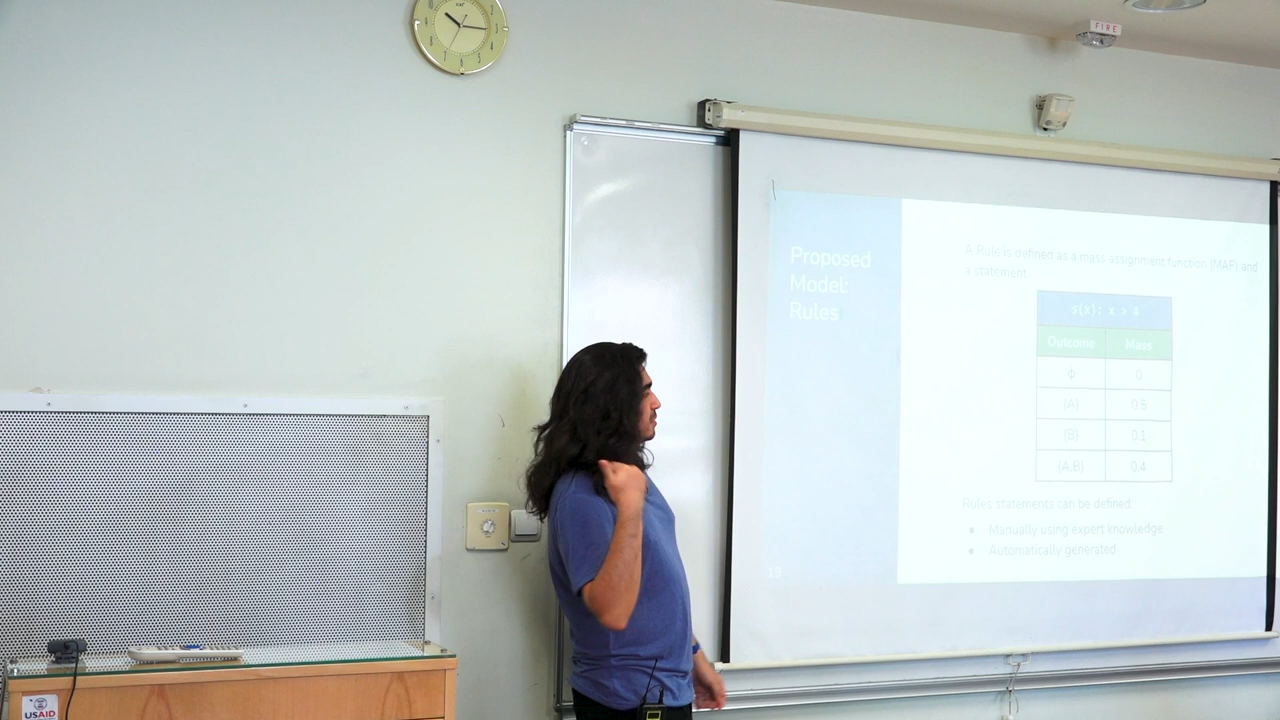 FIRE
Proposed
Model:
Rules
A Rule is defined as a mass assignment function (MAF) and
a statement.
s(x): x > 4
Outcome Mass
Φ 0
{A} 0.5
{B} 0.1
{A,B} 0.4
Rules statements can be defined
● Manually using expert knowledge
● Automatically generated
19
USAID